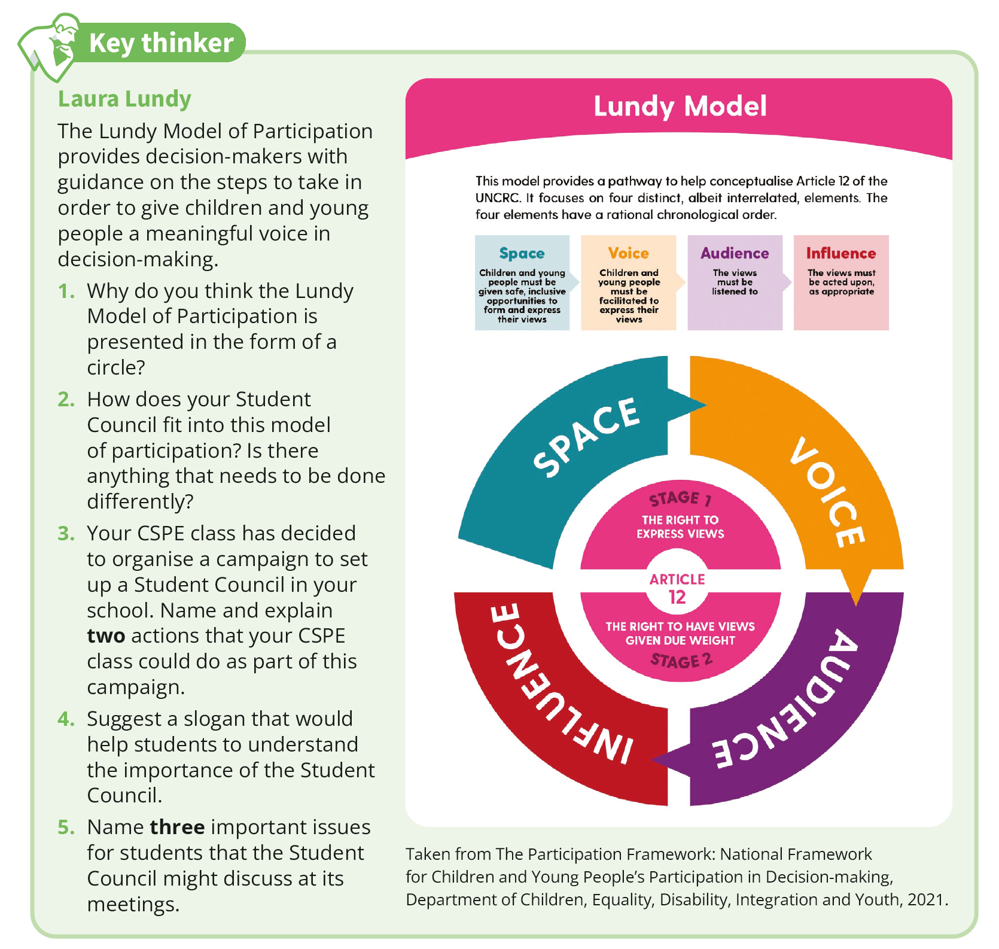 Key thinker
Laura Lundy
The Lundy Model of Participation
provides decision-makers with
guidance on the steps to take in
order to give children and young
people a meaningful voice in
decision-making.
1. Why do you think the Lundy
Model of Participation is
presented in the form of a
circle?
2. How does your Student
Council fit into this model
of participation? Is there
anything that needs to be done
differently?
3. Your CSPE class has decided
to organise a campaign to set
up a Student Council in your
school. Name and explain
two actions that your CSPE
class could do as part of this
campaign.
4. Suggest a slogan that would
help students to understand
the importance of the Student
Council.
5. Name three important issues
for students that the Student
Council might discuss at its
meetings.
Lundy Model
This model provides a pathway to help conceptualise Article 12 of the
UNCRC. It focuses on four distinct, albeit interrelated, elements. The
four elements have a rational chronological order.
Space
Children and young
people must be
given safe, inclusive
opportunities to
form and express
their views
Voice
Children and
young people
must be
facilitated to
express their
views
Audience
The views
must be
listened to
Influence
The views must
be acted upon,
as appropriate
SPACE
VOICE
AUDIENCE
INFLUENCE
STAGE 1
THE RIGHT TO
EXPRESS VIEWS
ARTICLE
12
THE RIGHT TO HAVE VIEWS
GIVEN DUE WEIGHT
STAGE 2
Taken from The Participation Framework: National Framework
for Children and Young People’s Participation in Decision-making,
Department of Children, Equality, Disability, Integration and Youth, 2021.